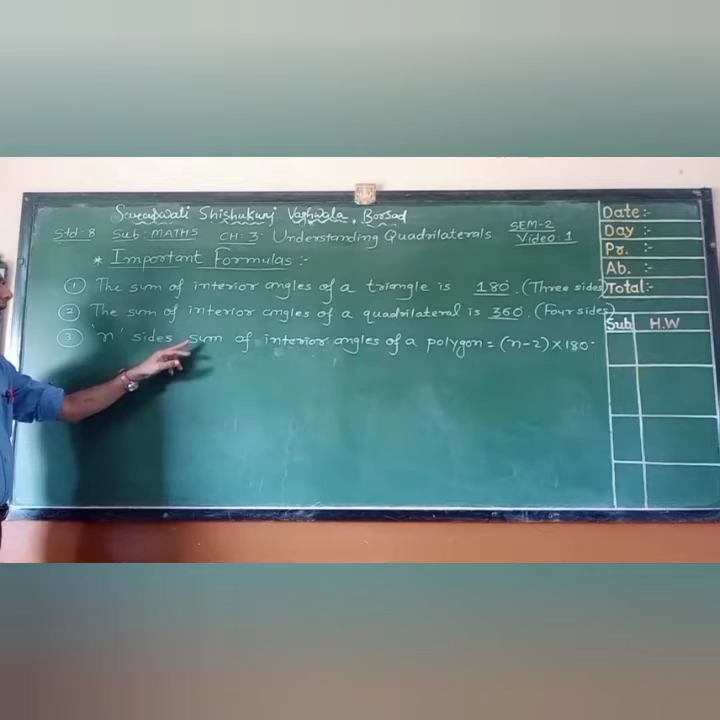 Saraswati Shishukunj Vaghwala, Borsad
Std-8 Sub: MATHS CH: 3 Understanding Quadrilaterals SEM-2 Video: 1
* Important Formulas :-
① The sum of interior angles of a triangle is 180°. (Three sides)
② The sum of interior angles of a quadrilateral is 360°. (Four sides)
③ 'n' sides sum of interior angles of a polygon = (n-2) × 180°
Date:-
Day :-
Pr. :-
Ab. :-
Total:-
Sub H.W